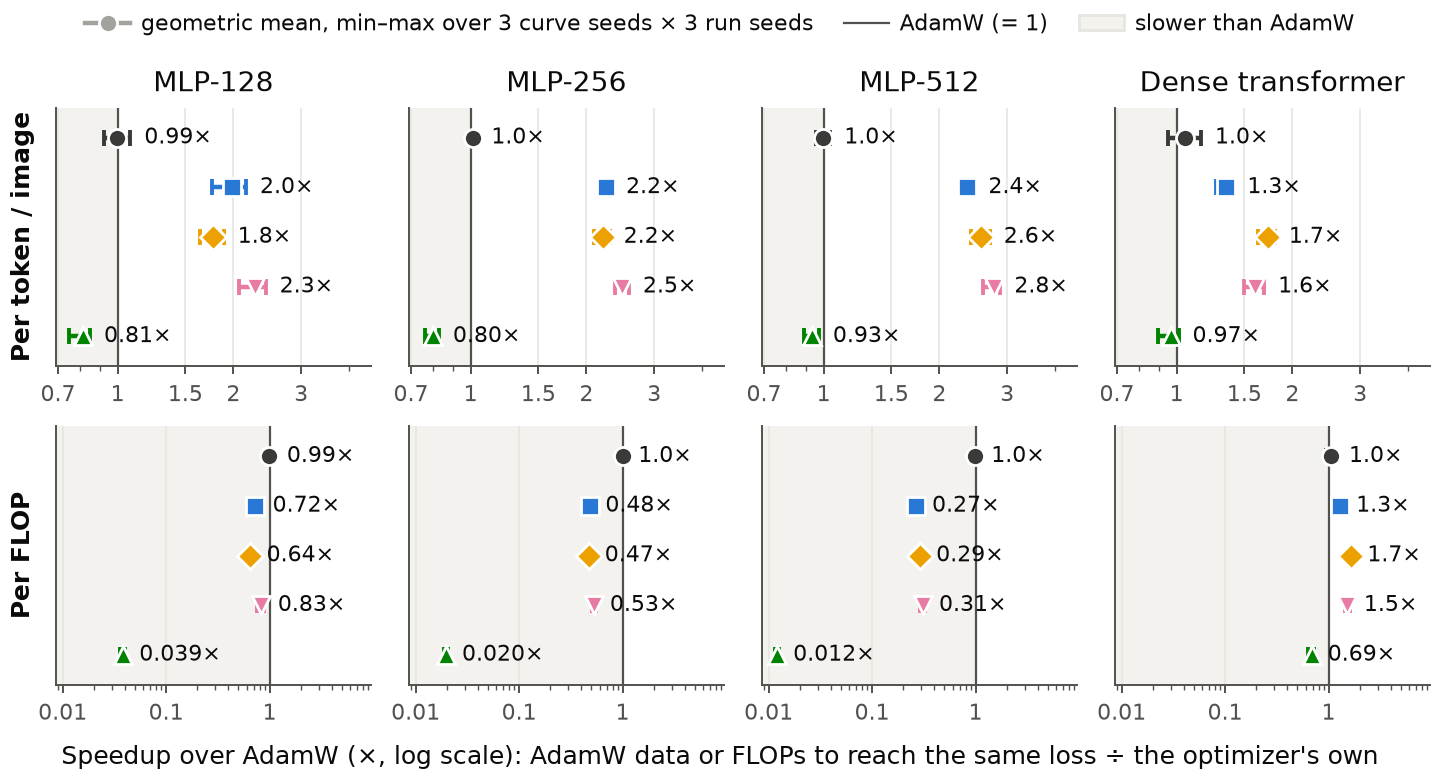 geometric mean, min–max over 3 curve seeds × 3 run seeds AdamW (= 1) slower than AdamW
MLP-128 MLP-256 MLP-512 Dense transformer
Per token / image
0.99× 1.0× 1.0× 1.0×
2.0× 2.2× 2.4× 1.3×
1.8× 2.2× 2.6× 1.7×
2.3× 2.5× 2.8× 1.6×
0.81× 0.80× 0.93× 0.97×
0.7 1 1.5 2 3 0.7 1 1.5 2 3 0.7 1 1.5 2 3 0.7 1 1.5 2 3
Per FLOP
0.99× 1.0× 1.0× 1.0×
0.72× 0.48× 0.27× 1.3×
0.64× 0.47× 0.29× 1.7×
0.83× 0.53× 0.31× 1.5×
0.039× 0.020× 0.012× 0.69×
0.01 0.1 1 0.01 0.1 1 0.01 0.1 1 0.01 0.1 1
Speedup over AdamW (×, log scale): AdamW data or FLOPs to reach the same loss ÷ the optimizer's own